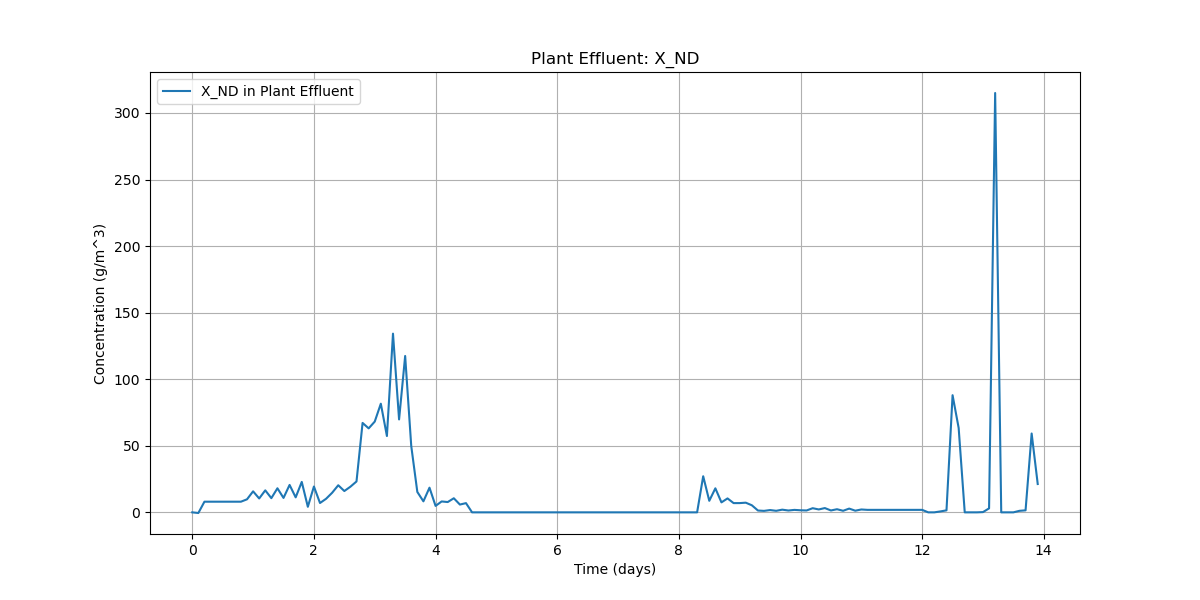 Plant Effluent: X_ND
X_ND in Plant Effluent
Concentration (g/m^3)
300
250
200
150
100
50
0
0 2 4 6 8 10 12 14
Time (days)